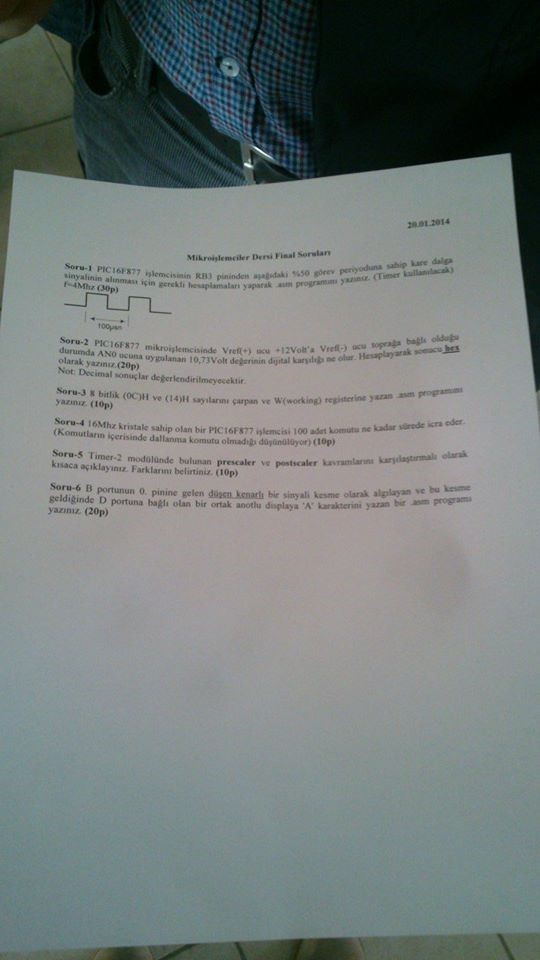 20.01.2014
Mikroişlemciler Dersi Final Soruları
Soru-1 PIC16F877 işlemcisinin RB3 pininden aşağıdaki %50 görev periyoduna sahip kare dalga
sinyalinin alınması için gerekli hesaplamaları yaparak .asm programını yazınız. (Timer kullanılacak)
f=4Mhz (30p)
100µsn
Soru-2 PIC16F877 mikroişlemcisinde Vref(+) ucu +12Volt'a Vref(-) ucu toprağa bağlı olduğu
durumda AN0 ucuna uygulanan 10,73Volt değerinin dijital karşılığı ne olur. Hesaplayarak sonucu hex
olarak yazınız.(20p)
Not: Decimal sonuçlar değerlendirilmeyecektir.
Soru-3 8 bitlik (0C)H ve (14)H sayılarını çarpan ve W(working) registerine yazan .asm programını
yazınız. (10p)
Soru-4 16Mhz kristale sahip olan bir PIC16F877 işlemcisi 100 adet komutu ne kadar sürede icra eder.
(Komutların içerisinde dallanma komutu olmadığı düşünülüyor) (10p)
Soru-5 Timer-2 modülünde bulunan prescaler ve postscaler kavramlarını karşılaştırmalı olarak
kısaca açıklayınız. Farklarını belirtiniz. (10p)
Soru-6 B portunun 0. pinine gelen düşen kenarlı bir sinyali kesme olarak algılayan ve bu kesme
geldiğinde D portuna bağlı olan bir ortak anotlu displaya 'A' karakterini yazan bir .asm programı
yazınız. (20p)